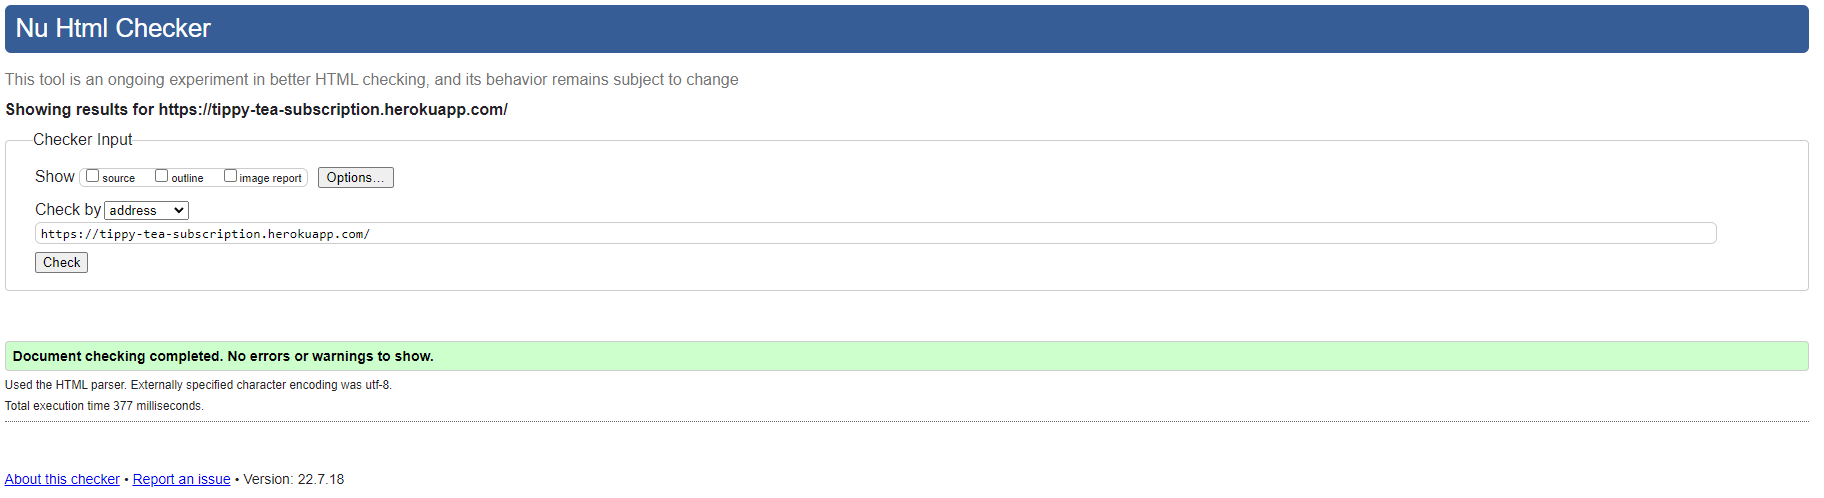 Nu Html Checker
This tool is an ongoing experiment in better HTML checking, and its behavior remains subject to change
Showing results for https://tippy-tea-subscription.herokuapp.com/
Checker Input
Show source outline image report Options...
Check by address
https://tippy-tea-subscription.herokuapp.com/
Check
Document checking completed. No errors or warnings to show.
Used the HTML parser. Externally specified character encoding was utf-8.
Total execution time 377 milliseconds.
About this checker • Report an issue • Version: 22.7.18